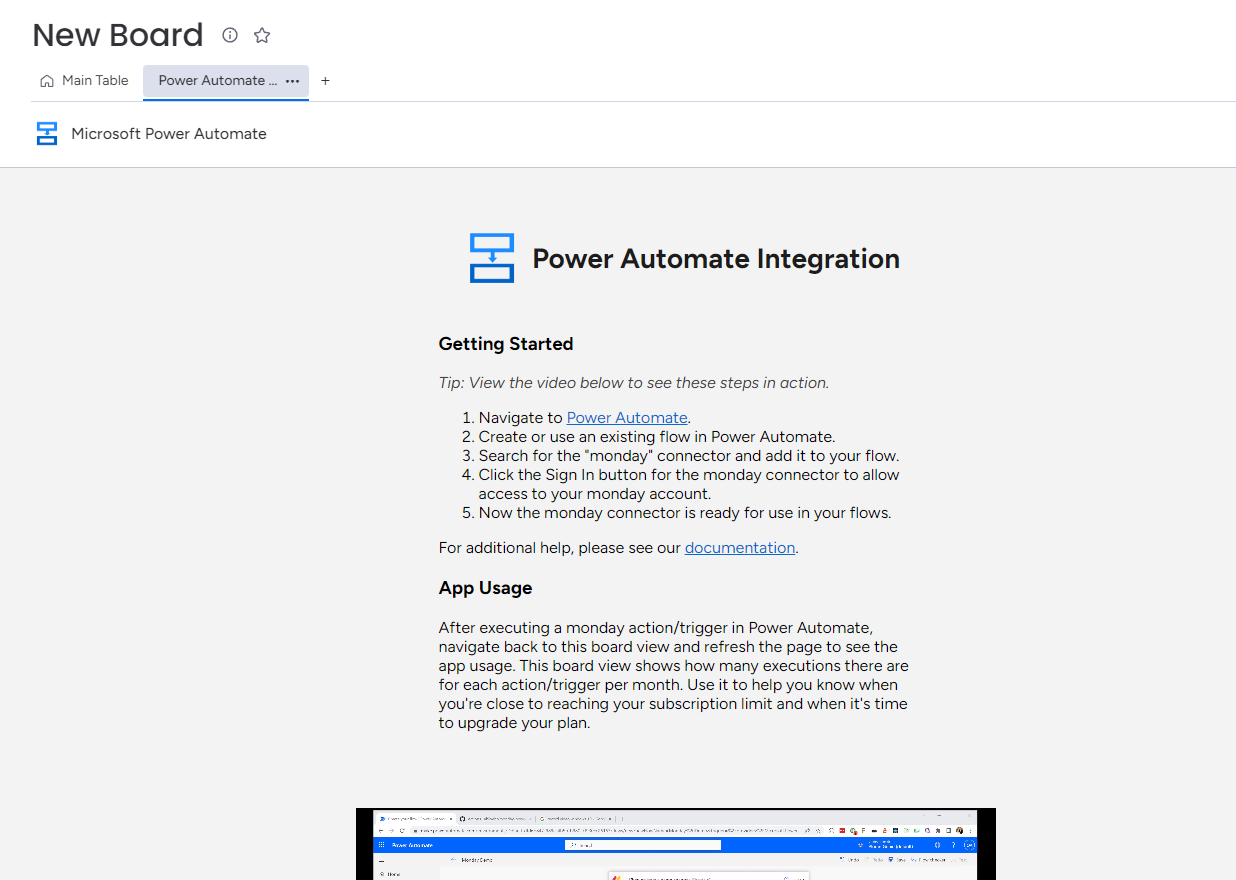 New Board
Main Table
Power Automate ...
Microsoft Power Automate
Power Automate Integration
Getting Started
Tip: View the video below to see these steps in action.
1. Navigate to Power Automate.
2. Create or use an existing flow in Power Automate.
3. Search for the "monday" connector and add it to your flow.
4. Click the Sign In button for the monday connector to allow
access to your monday account.
5. Now the monday connector is ready for use in your flows.
For additional help, please see our documentation.
App Usage
After executing a monday action/trigger in Power Automate,
navigate back to this board view and refresh the page to see the
app usage. This board view shows how many executions there are
for each action/trigger per month. Use it to help you know when
you're close to reaching your subscription limit and when it's time
to upgrade your plan.
Power Automate
Monday Demo
Undo
Save
Flow checker
Home